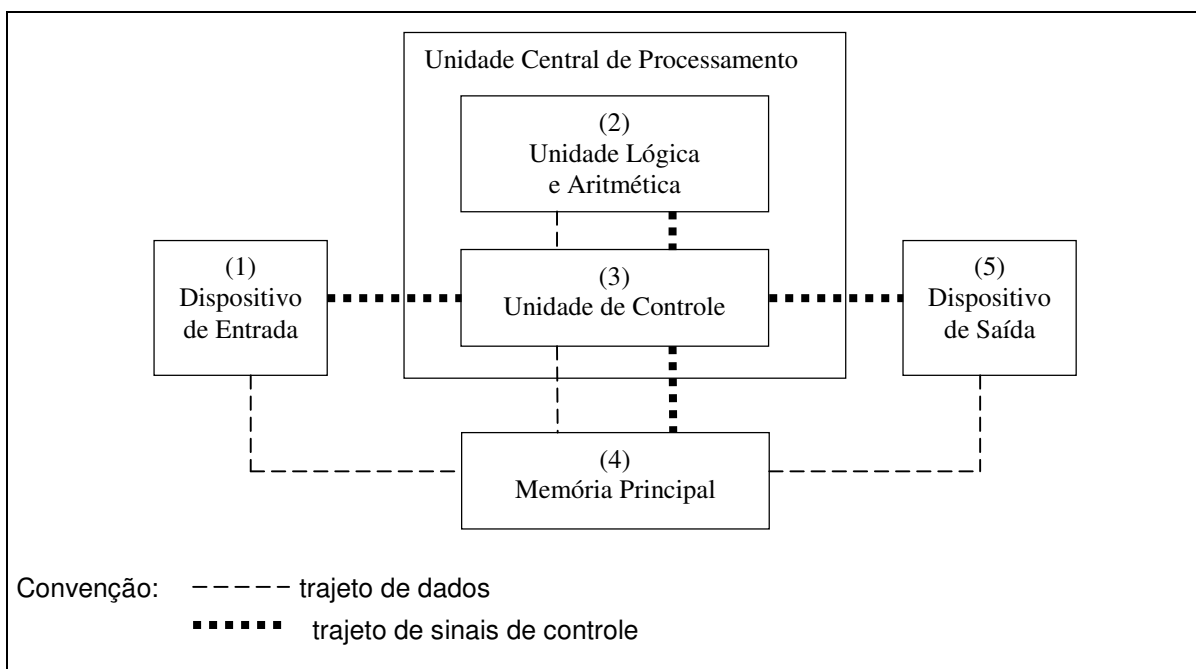 Unidade Central de Processamento
(2)
Unidade Lógica
e Aritmética
(1)
Dispositivo
de Entrada
(3)
Unidade de Controle
(5)
Dispositivo
de Saída
(4)
Memória Principal
Convenção:
trajeto de dados
trajeto de sinais de controle